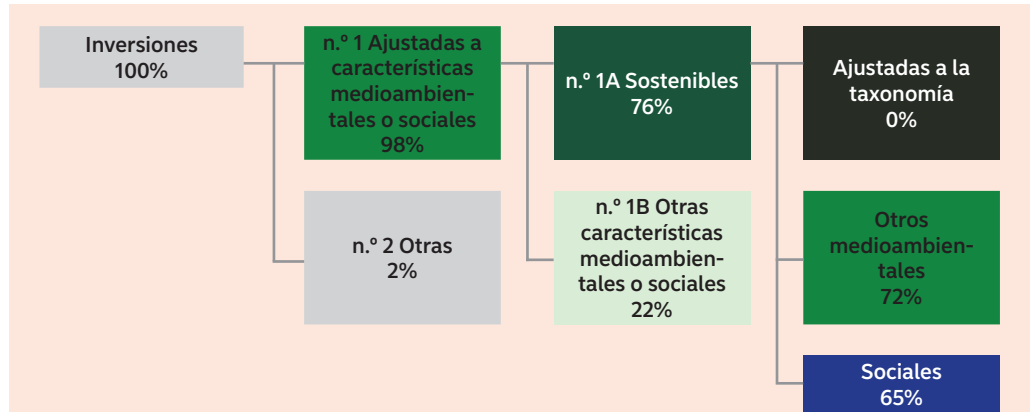 Inversiones
100%
n.º 1 Ajustadas a
características
medioambien-
tales o sociales
98%
n.º 1A Sostenibles
76%
Ajustadas a la
taxonomía
0%
n.º 2 Otras
2%
n.º 1B Otras
características
medioambien-
tales o sociales
22%
Otros
medioambien-
tales
72%
Sociales
65%